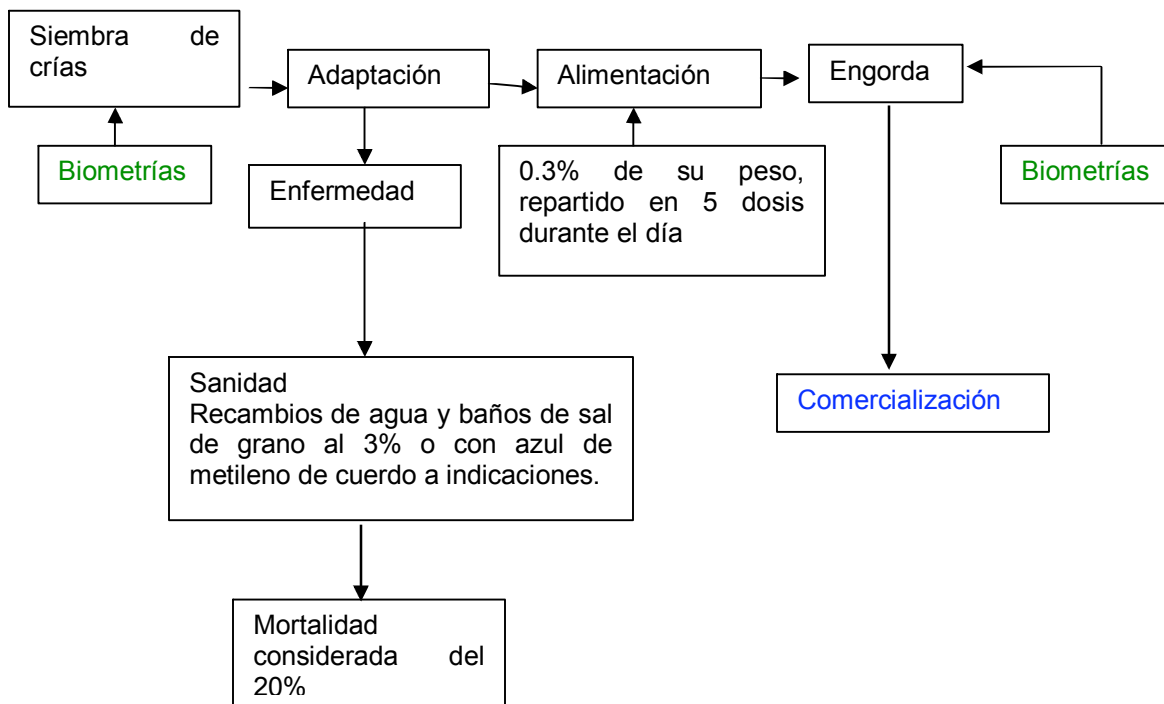 Siembra de
crías
Adaptación
Alimentación
Engorda
Biometrías
Enfermedad
0.3% de su peso,
repartido en 5 dosis
durante el día
Biometrías
Sanidad
Recambios de agua y baños de sal
de grano al 3% o con azul de
metileno de cuerdo a indicaciones.
Comercialización
Mortalidad
considerada del
20%